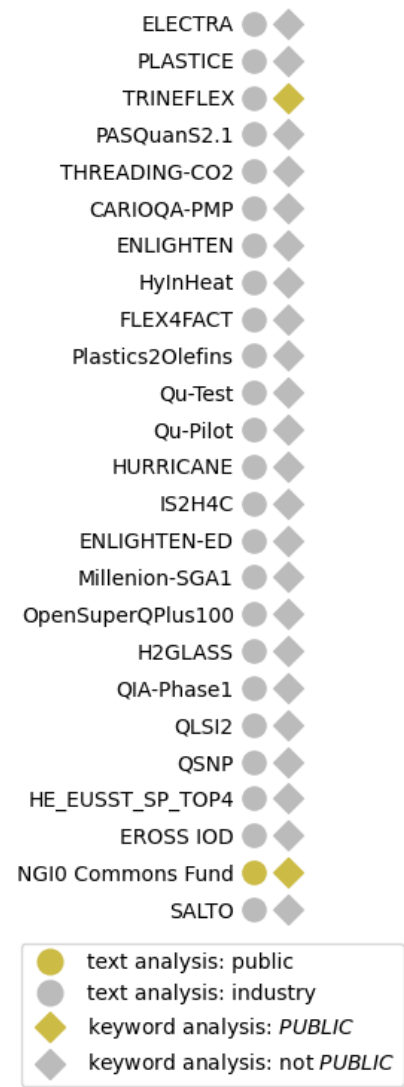 ELECTRA
PLASTICE
TRINEFLEX
PASQuanS2.1
THREADING-CO2
CARIOQA-PMP
ENLIGHTEN
HyInHeat
FLEX4FACT
Plastics2Olefins
Qu-Test
Qu-Pilot
HURRICANE
IS2H4C
ENLIGHTEN-ED
Millenion-SGA1
OpenSuperQPlus100
H2GLASS
QIA-Phase1
QLSI2
QSNP
HE_EUSST_SP_TOP4
EROSS IOD
NGI0 Commons Fund
SALTO
text analysis: public
text analysis: industry
keyword analysis: PUBLIC
keyword analysis: not PUBLIC